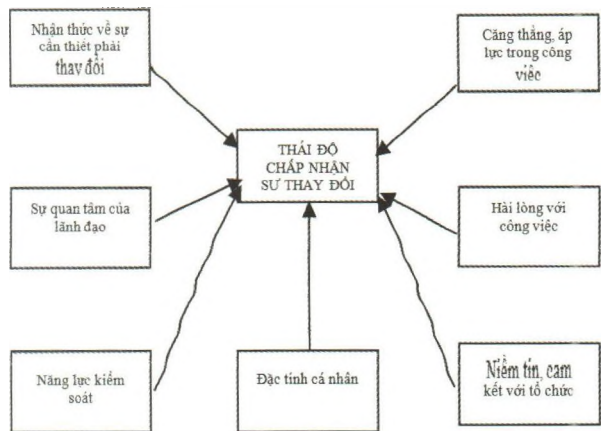 Nhận thức về sự
cần thiết phải
thay đổi
Căng thẳng, áp
lực trong công
việc
THÁI ĐỘ
CHẤP NHẬN
SỰ THAY ĐỔI
Sự quan tâm của
lãnh đạo
Hài lòng với
công việc
Năng lực kiểm
soát
Đặc tính cá nhân
Niềm tin, cam
kết với tổ chức